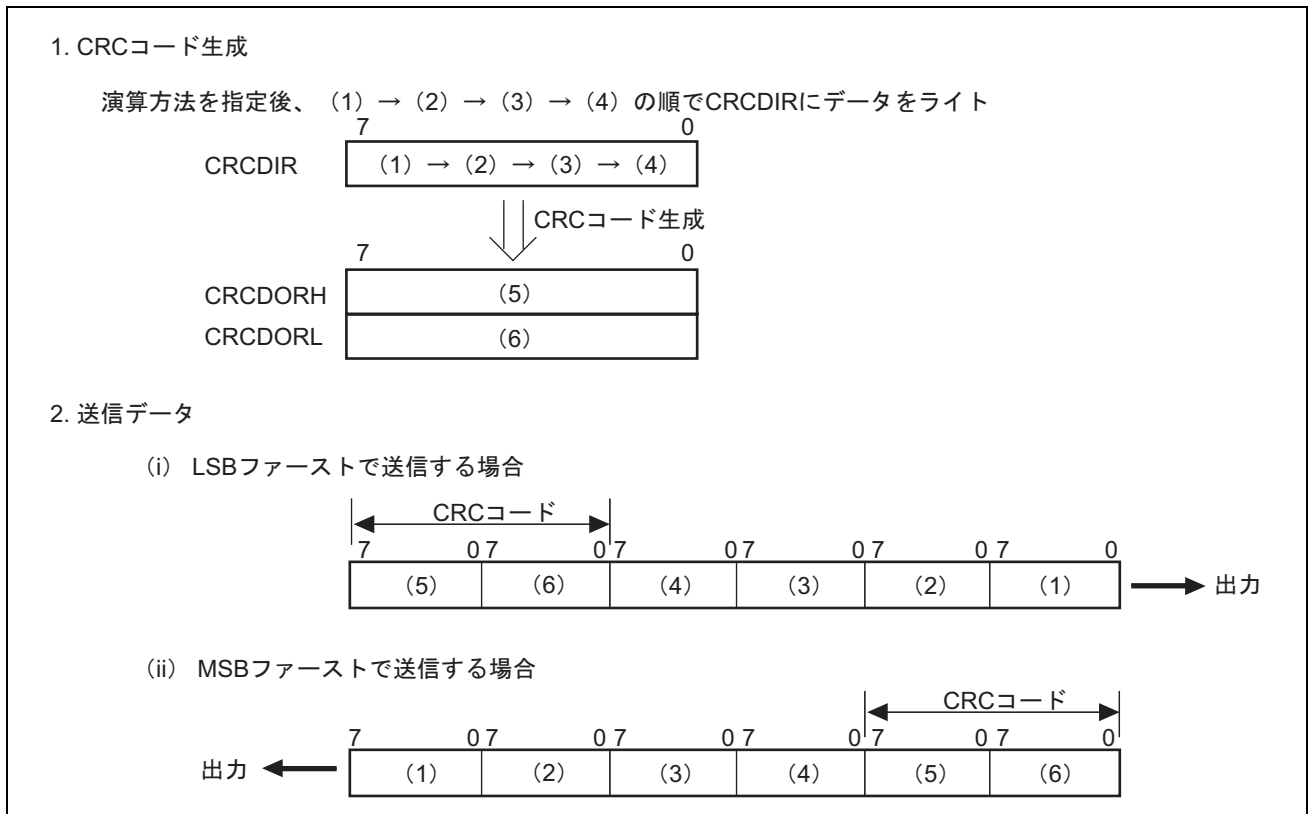 1. CRCコード生成
演算方法を指定後、（1）→（2）→（3）→（4）の順でCRCDIRにデータをライト
7 0
CRCDIR （1）→（2）→（3）→（4）
CRCコード生成
7 0
CRCDORH （5）
CRCDORL （6）
2. 送信データ
（i） LSBファーストで送信する場合
CRCコード
7 0 7 0 7 0 7 0 7 0 7 0
（5） （6） （4） （3） （2） （1） 出力
（ii） MSBファーストで送信する場合
CRCコード
7 0 7 0 7 0 7 0 7 0 7 0
出力 （1） （2） （3） （4） （5） （6）